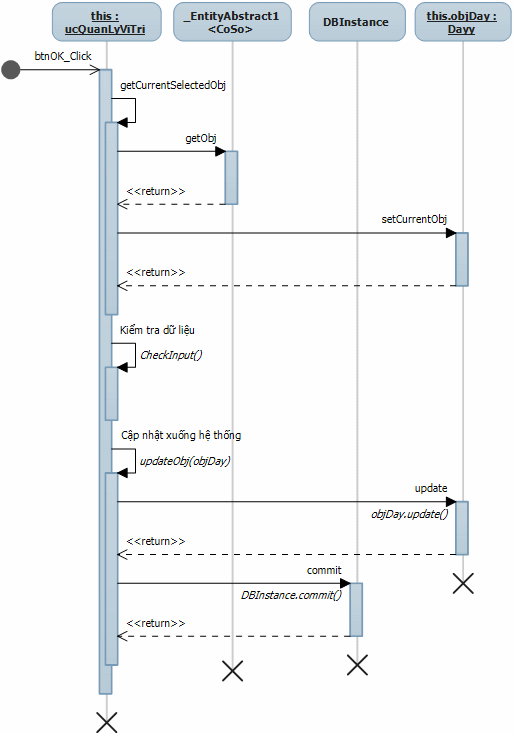 this :
ucQuanLyViTri
_EntityAbstract1
<CoSo>
DBInstance
this.objDay :
Dayy
btnOK_Click
getCurrentSelectedObj
getObj
<<return>>
setCurrentObj
<<return>>
Kiểm tra dữ liệu
CheckInput()
Cập nhật xuống hệ thống
updateObj(objDay)
update
objDay.update()
<<return>>
commit
DBInstance.commit()
<<return>>